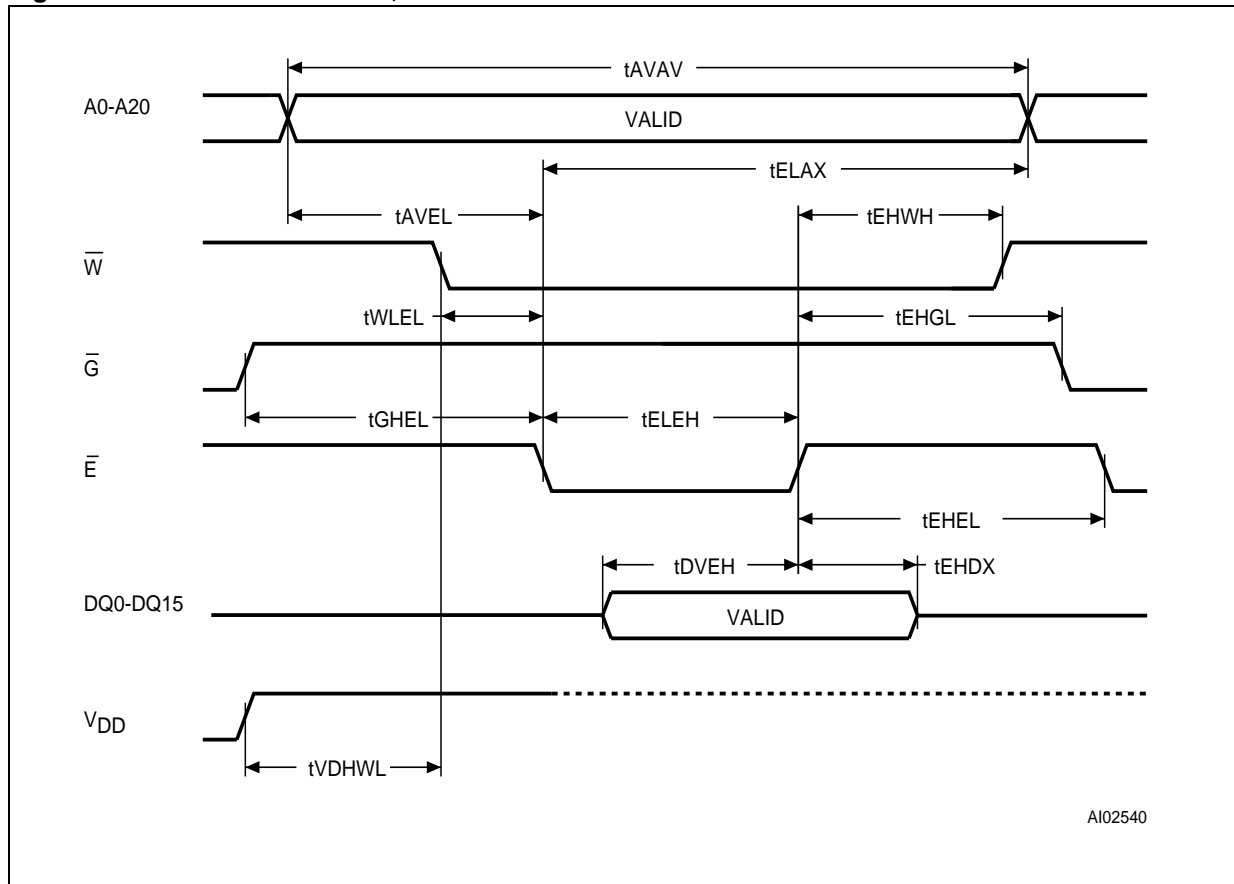 tAVAV
A0-A20
VALID
tELAX
tAVEL
tEHWH
W
tWLEL
tEHGL
G
tGHEL
tELEH
E
tEHEL
tDVEH
tEHDX
DQ0-DQ15
VALID
VDD
tVDHWL
AI02540